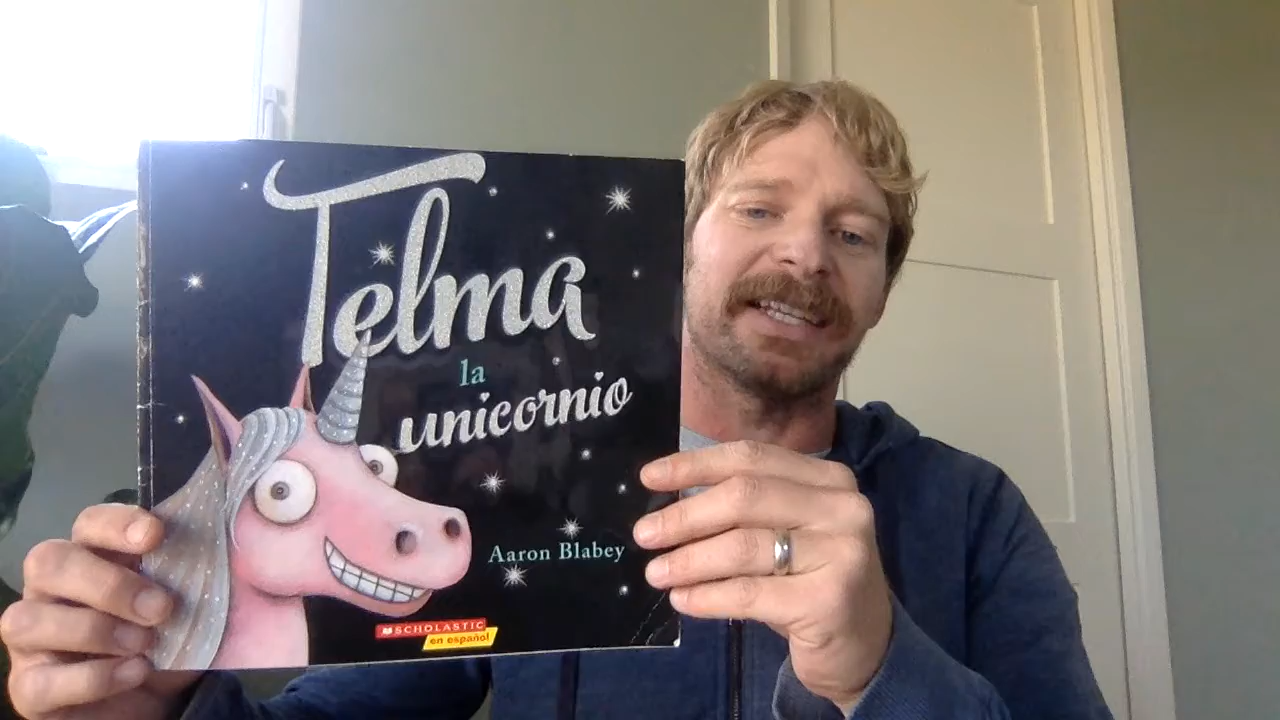 Telma
la
unicornio
Aaron Blabey
SCHOLASTIC
en español